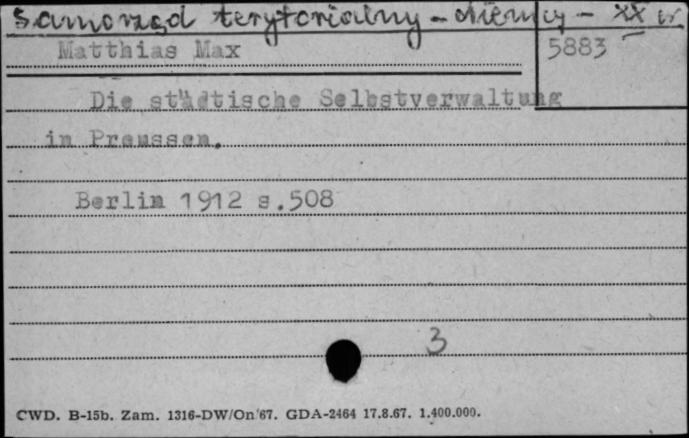 Samorząd terytorialny - Niemcy - XX w.
Matthias Max
5883
Die städtische Selbstverwaltung
in Preussen.
Berlin 1912 s.508
3
CWD. B-15b. Zam. 1316-DW/On/67. GDA-2464 17.8.67. 1.400.000.